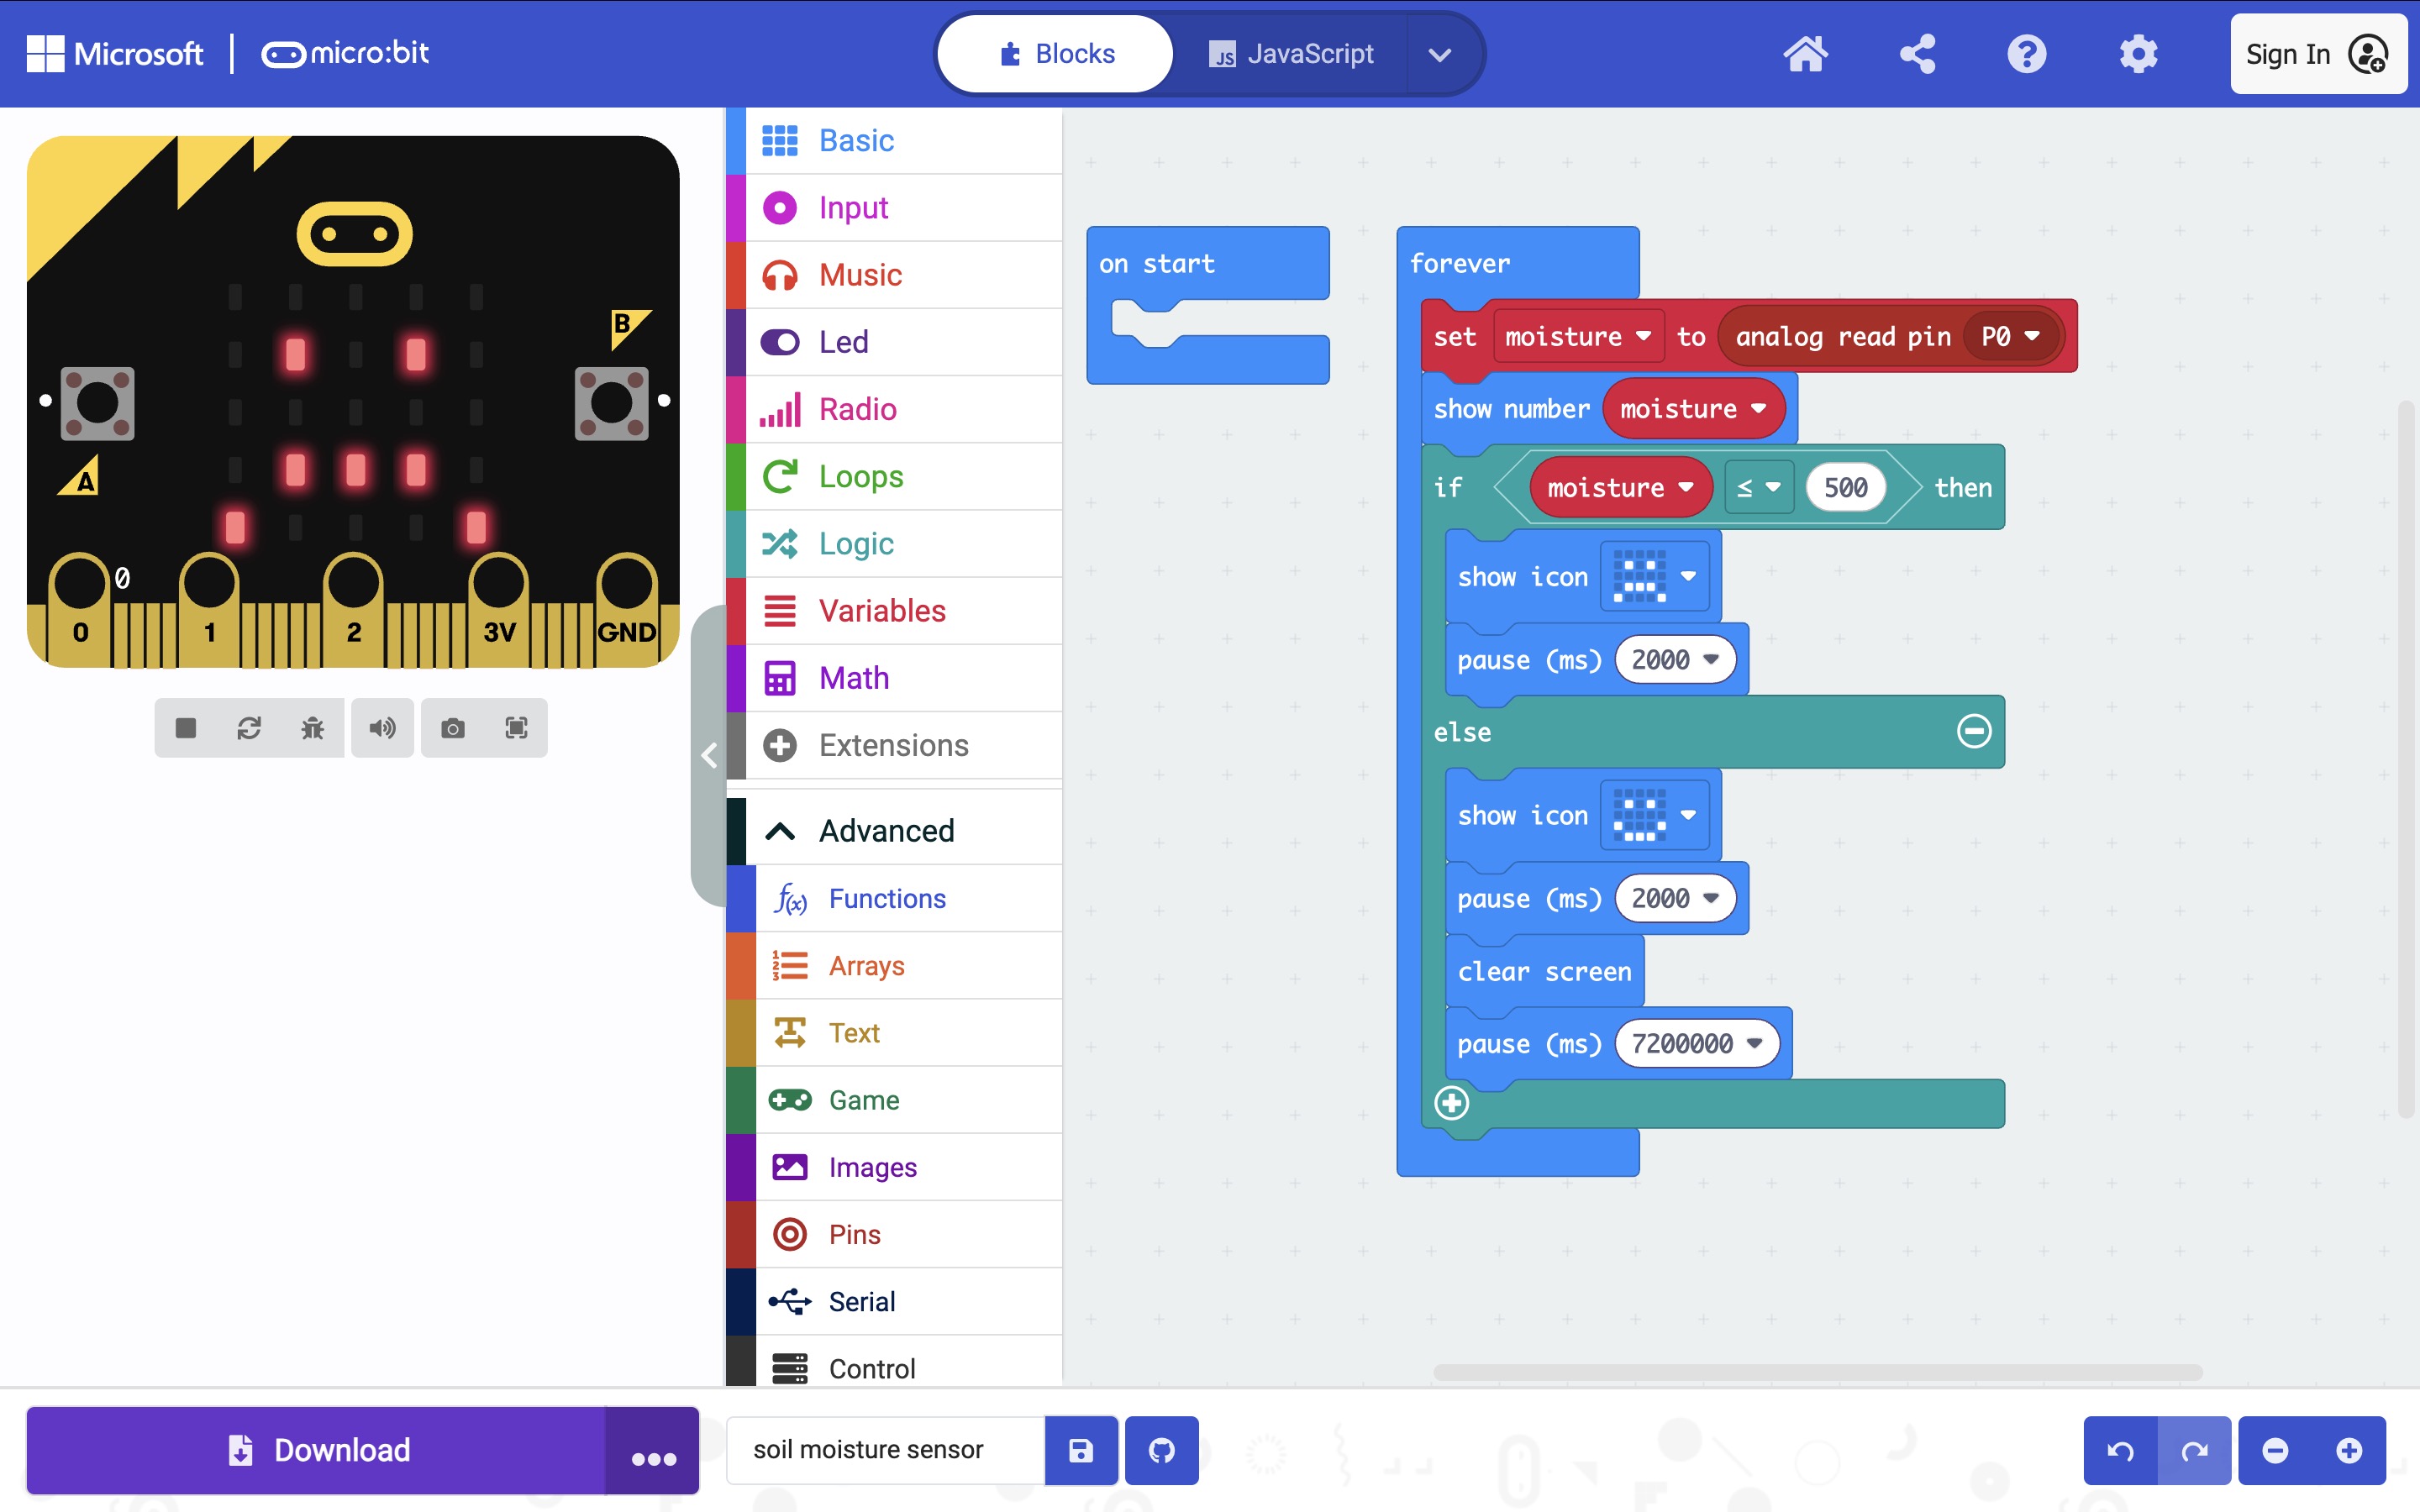 Microsoft | micro:bit
Blocks
JavaScript
Sign In
B
A
0
0 1 2 3V GND
Basic
Input
Music
Led
Radio
Loops
Logic
Variables
Math
Extensions
Advanced
Functions
Arrays
Text
Game
Images
Pins
Serial
Control
on start
forever
set moisture to analog read pin P0
show number moisture
if moisture ≤ 500 then
show icon
pause (ms) 2000
else
show icon
pause (ms) 2000
clear screen
pause (ms) 7200000
Download
soil moisture sensor